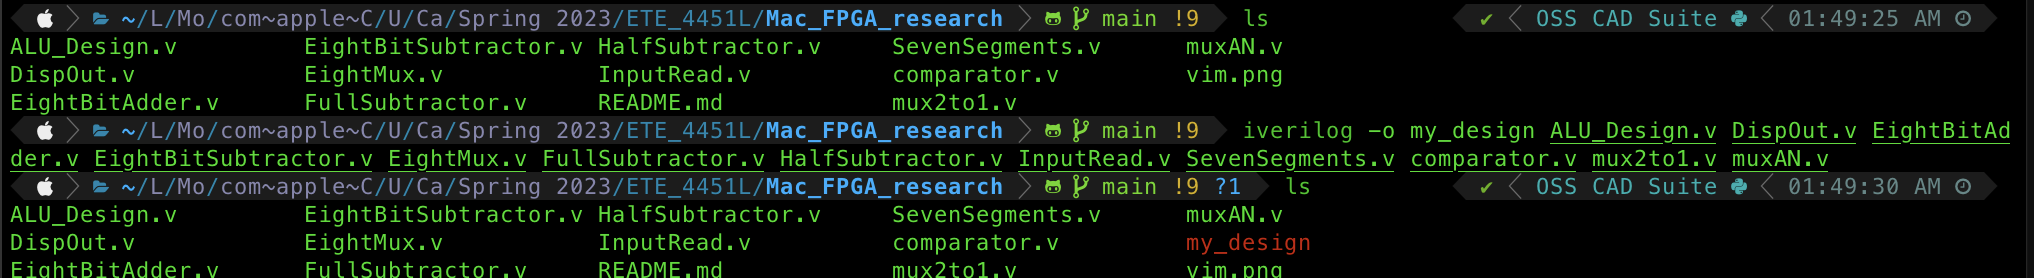 ~/L/Mo/com~apple~C/U/Ca/Spring 2023/ETE_4451L/Mac_FPGA_research main !9 ls ✔ OSS CAD Suite 01:49:25 AM
ALU_Design.v EightBitSubtractor.v HalfSubtractor.v SevenSegments.v muxAN.v
DispOut.v EightMux.v InputRead.v comparator.v vim.png
EightBitAdder.v FullSubtractor.v README.md mux2to1.v
~/L/Mo/com~apple~C/U/Ca/Spring 2023/ETE_4451L/Mac_FPGA_research main !9 iverilog -o my_design ALU_Design.v DispOut.v EightBitAd
der.v EightBitSubtractor.v EightMux.v FullSubtractor.v HalfSubtractor.v InputRead.v SevenSegments.v comparator.v mux2to1.v muxAN.v
~/L/Mo/com~apple~C/U/Ca/Spring 2023/ETE_4451L/Mac_FPGA_research main !9 ?1 ls ✔ OSS CAD Suite 01:49:30 AM
ALU_Design.v EightBitSubtractor.v HalfSubtractor.v SevenSegments.v muxAN.v
DispOut.v EightMux.v InputRead.v comparator.v my_design
EightBitAdder.v FullSubtractor.v README.md mux2to1.v vim.png